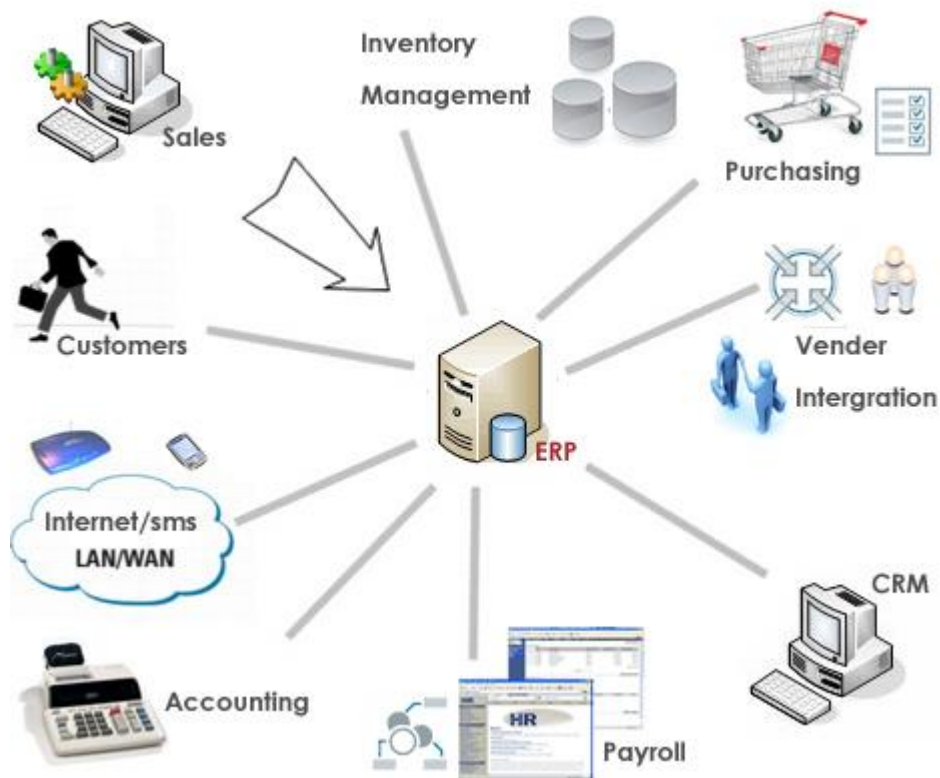 Inventory
Management
Sales
Purchasing
Customers
Vender
Intergration
ERP
Internet/sms
LAN/WAN
CRM
Accounting
HR
Payroll